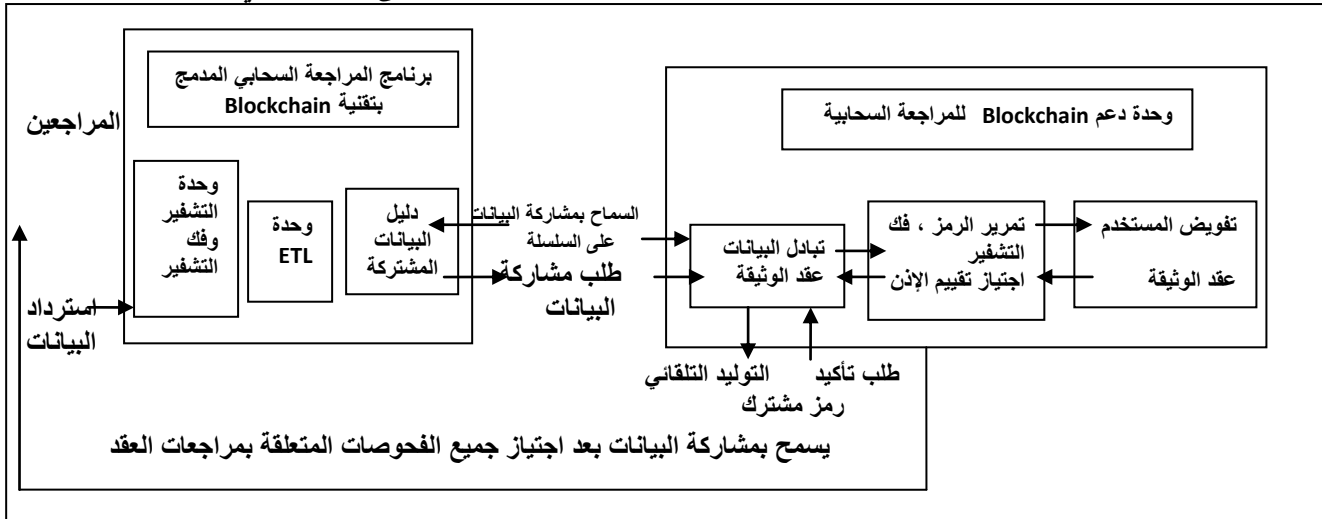 برنامج المراجعة السحابي المدمج
بتقنية Blockchain
وحدة دعم Blockchain للمراجعة السحابية
المراجعين
وحدة
التشفير
وفك
التشفير
وحدة
ETL
دليل
البيانات
المشتركة
السماح بمشاركة البيانات
على السلسلة
طلب مشاركة
البيانات
تبادل البيانات
عقد الوثيقة
تمرير الرمز ، فك
التشفير
اجتياز تقييم الإذن
تفويض المستخدم
عقد الوثيقة
استرداد
البيانات
طلب تأكيد
التوليد التلقائي
رمز مشترك
يسمح بمشاركة البيانات بعد اجتياز جميع الفحوصات المتعلقة بمراجعات العقد